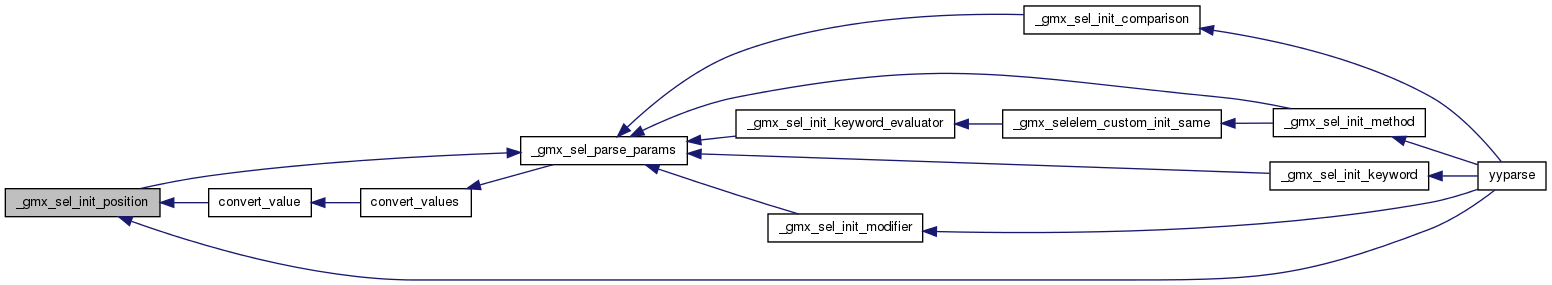 _gmx_sel_init_comparison
_gmx_sel_init_keyword_evaluator
_gmx_selelem_custom_init_same
_gmx_sel_init_method
_gmx_sel_parse_params
_gmx_sel_init_keyword
yyparse
_gmx_sel_init_position
convert_value
convert_values
_gmx_sel_init_modifier